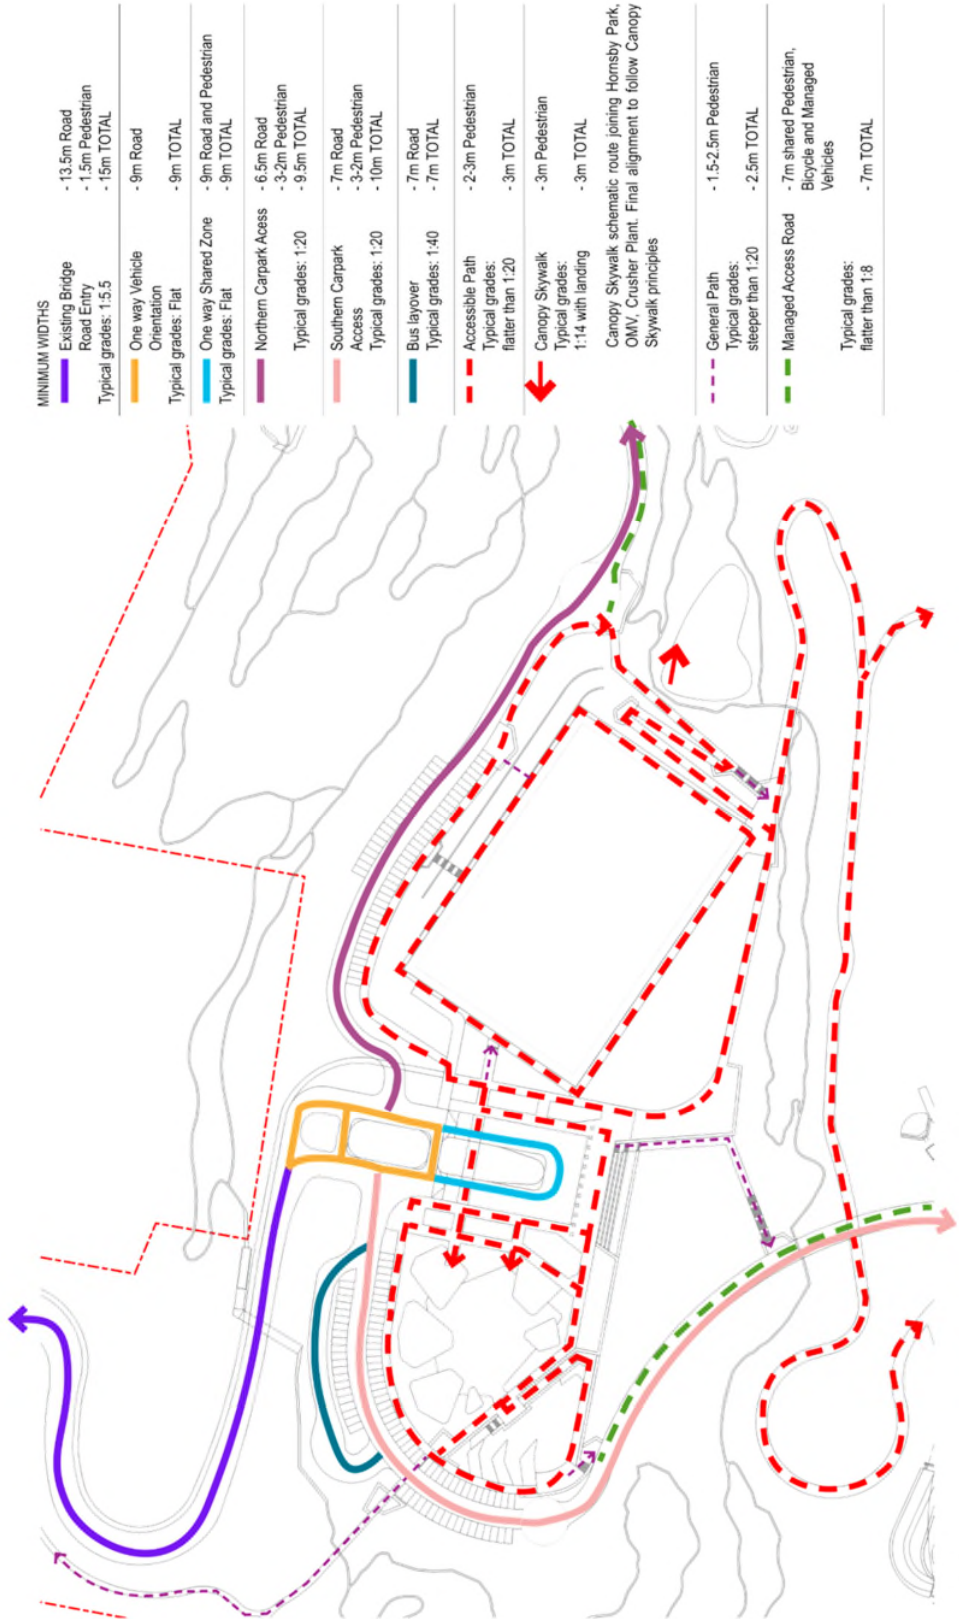 MINIMUM WIDTHS
Existing Bridge - 13.5m Road
Road Entry - 1.5m Pedestrian
Typical grades: 1:5.5 - 15m TOTAL
One way Vehicle - 9m Road
Orientation
Typical grades: Flat - 9m TOTAL
One way Shared Zone - 9m Road and Pedestrian
Typical grades: Flat - 9m TOTAL
Northern Carpark Acess - 6.5m Road
- 3-2m Pedestrian
Typical grades: 1:20 - 9.5m TOTAL
Southern Carpark - 7m Road
Access - 3-2m Pedestrian
Typical grades: 1:20 - 10m TOTAL
Bus layover - 7m Road
Typical grades: 1:40 - 7m TOTAL
Accessible Path - 2-3m Pedestrian
Typical grades:
flatter than 1:20 - 3m TOTAL
Canopy Skywalk - 3m Pedestrian
Typical grades:
1:14 with landing - 3m TOTAL
Canopy Skywalk schematic route joining Hornsby Park,
OMV, Crusher Plant. Final alignment to follow Canopy
Skywalk principles
General Path - 1.5-2.5m Pedestrian
Typical grades:
steeper than 1:20 - 2.5m TOTAL
Managed Access Road - 7m shared Pedestrian,
Bicycle and Managed
Vehicles
Typical grades:
flatter than 1:8 - 7m TOTAL